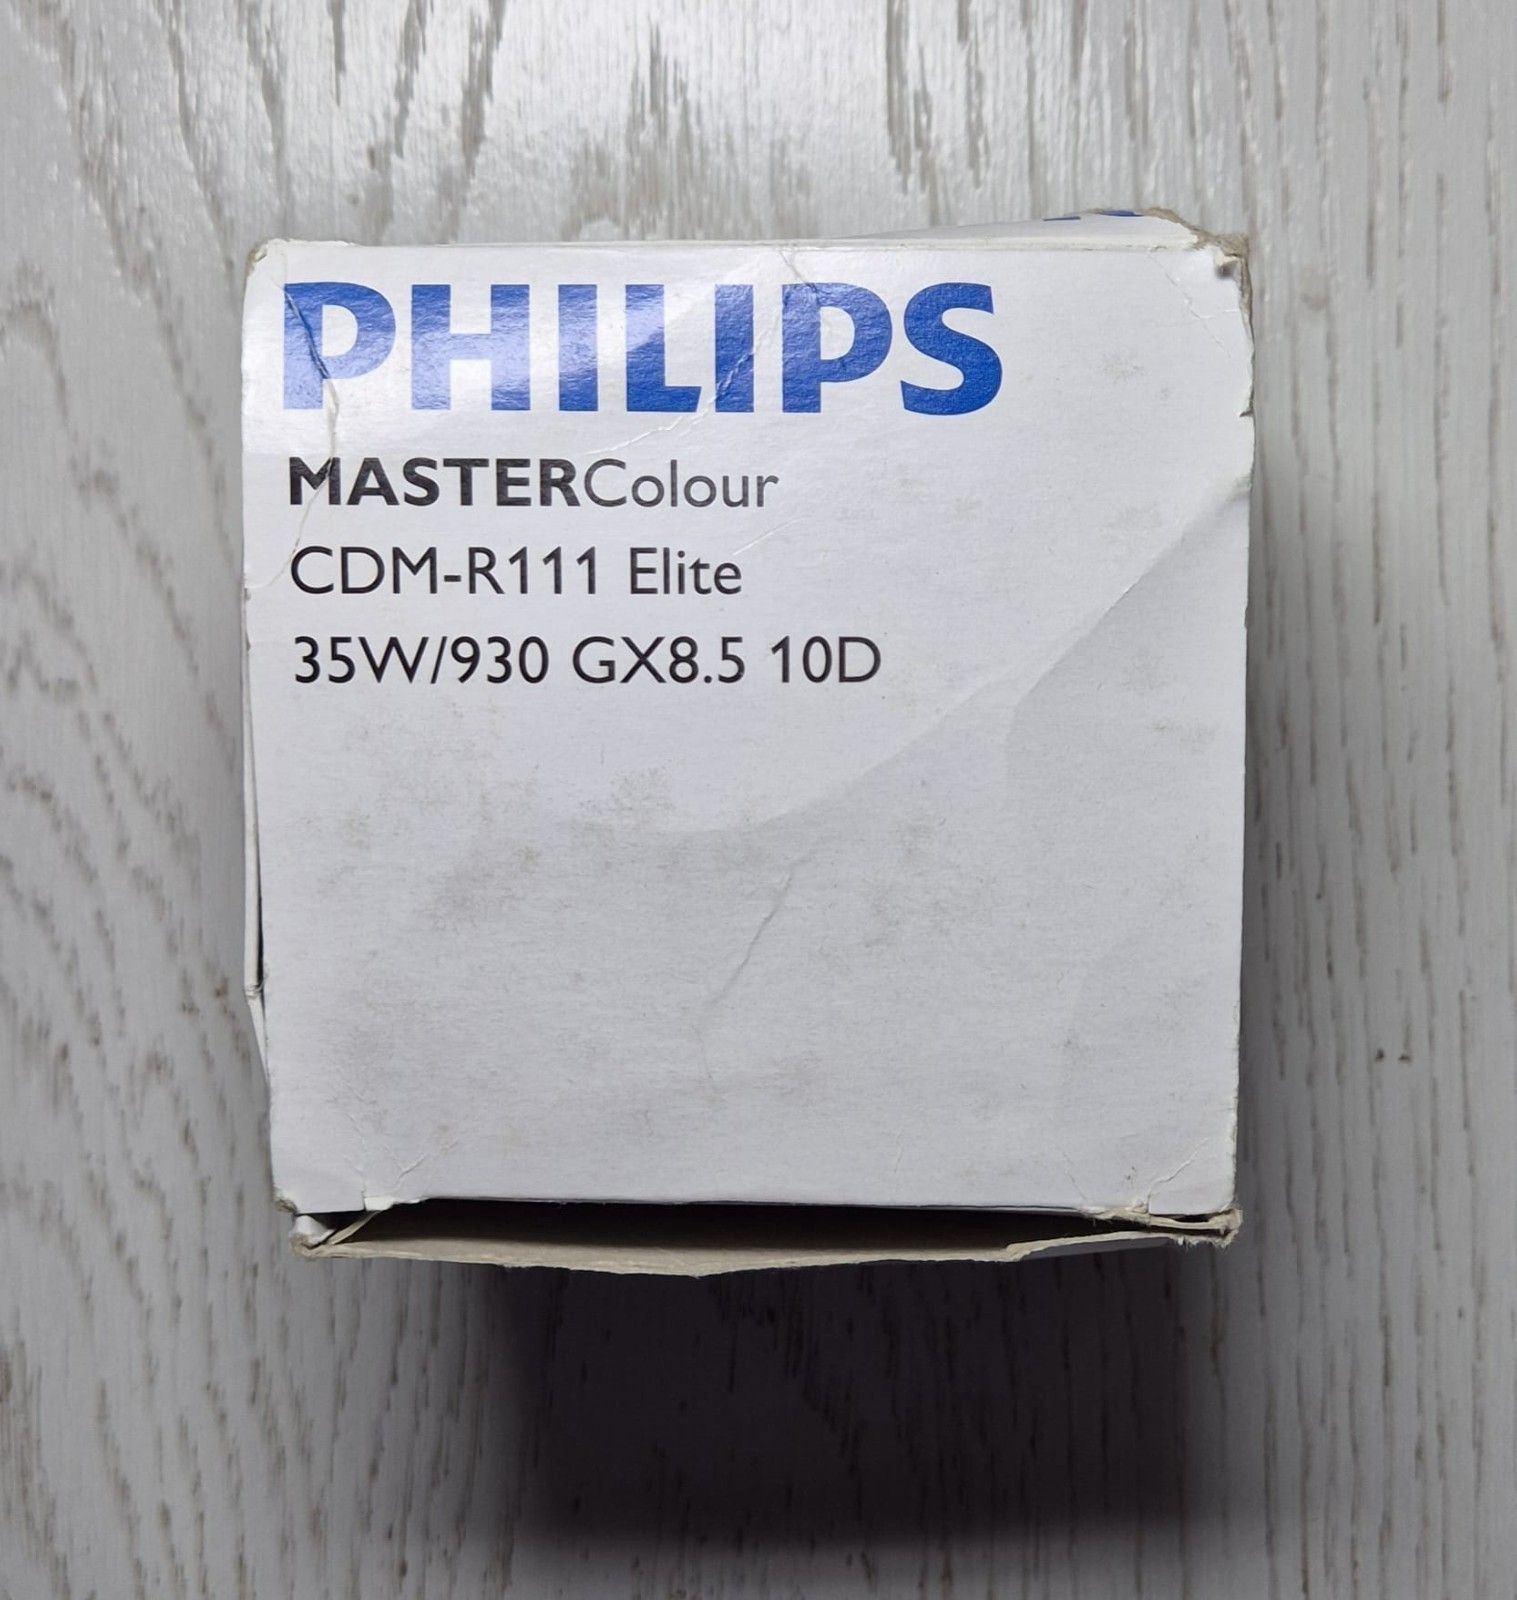 PHILIPS
MASTERColour
CDM-R111 Elite
35W/930 GX8.5 10D